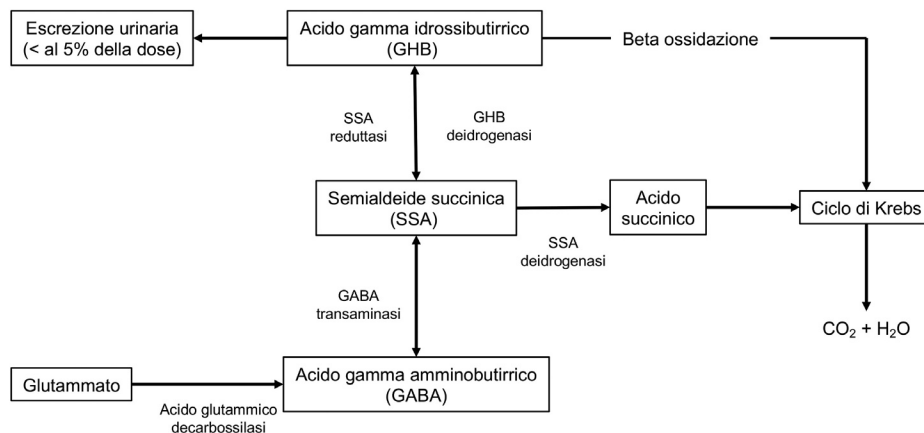 Escrezione urinaria
(< al 5% della dose)
Acido gamma idrossibutirrico
(GHB)
Beta ossidazione
SSA
reduttasi
GHB
deidrogenasi
Semialdeide succinica
(SSA)
Acido
succinico
Ciclo di Krebs
SSA
deidrogenasi
GABA
transaminasi
CO₂ + H₂O
Glutammato
Acido gamma amminobutirrico
(GABA)
Acido glutammico
decarbossilasi